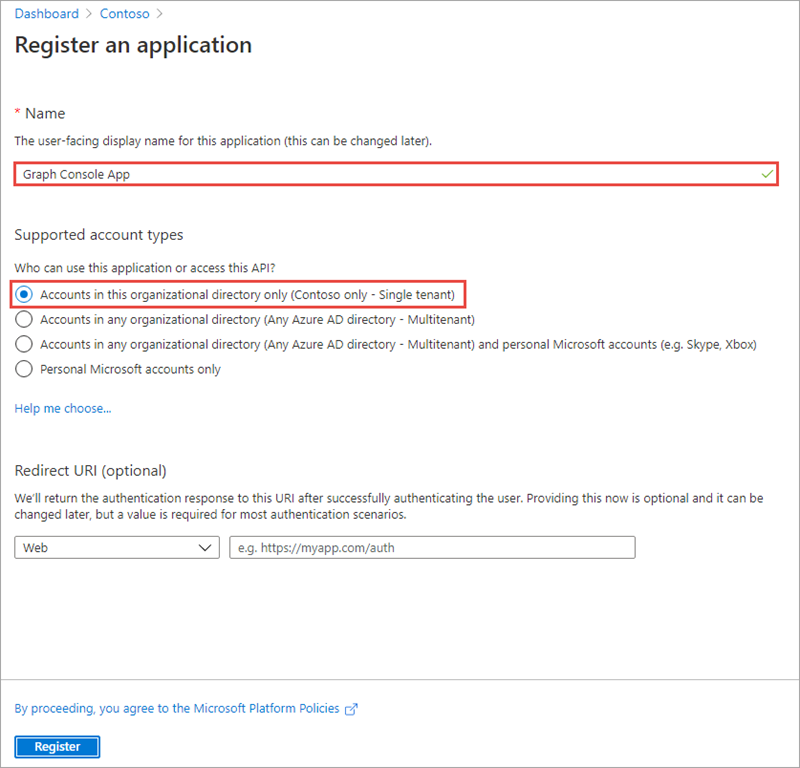 Dashboard > Contoso >
Register an application
* Name
The user-facing display name for this application (this can be changed later).
Graph Console App
Supported account types
Who can use this application or access this API?
Accounts in this organizational directory only (Contoso only - Single tenant)
Accounts in any organizational directory (Any Azure AD directory - Multitenant)
Accounts in any organizational directory (Any Azure AD directory - Multitenant) and personal Microsoft accounts (e.g. Skype, Xbox)
Personal Microsoft accounts only
Help me choose...
Redirect URI (optional)
We'll return the authentication response to this URI after successfully authenticating the user. Providing this now is optional and it can be
changed later, but a value is required for most authentication scenarios.
Web e.g. https://myapp.com/auth
By proceeding, you agree to the Microsoft Platform Policies
Register